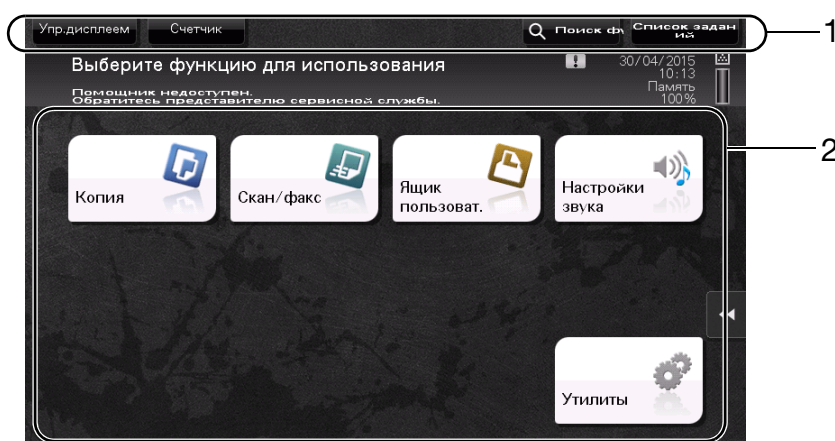 Упр.дисплеем
Счетчик
Поиск фу
Список задан
ий
1
Выберите функцию для использования
30/04/2015
10:13
Помощник недоступен.
Обратитесь представителю сервисной службы.
Память
100%
2
Копия
Скан/факс
Ящик
пользоват.
Настройки
звука
Утилиты